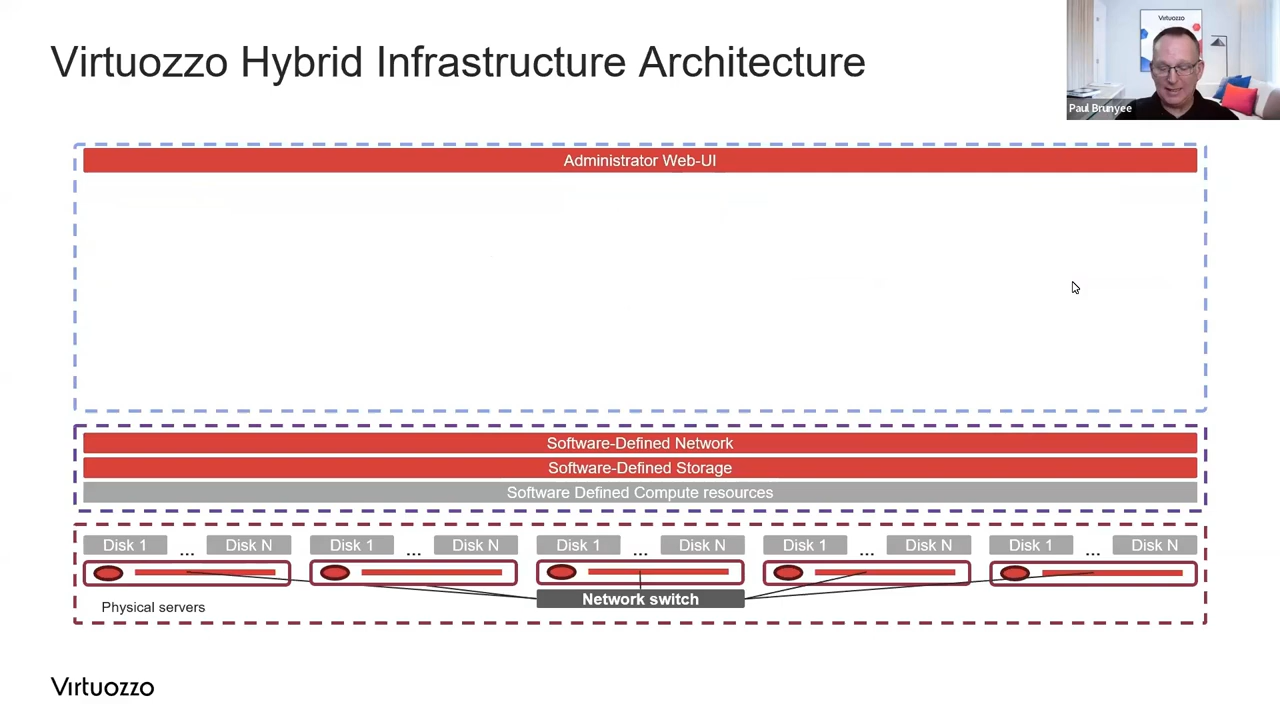 Virtuozzo Hybrid Infrastructure Architecture
Virtuozzo
Paul Brunyee
Administrator Web-UI
Software-Defined Network
Software-Defined Storage
Software Defined Compute resources
Disk 1 ... Disk N Disk 1 ... Disk N Disk 1 ... Disk N Disk 1 ... Disk N Disk 1 ... Disk N
Network switch
Physical servers
Virtuozzo